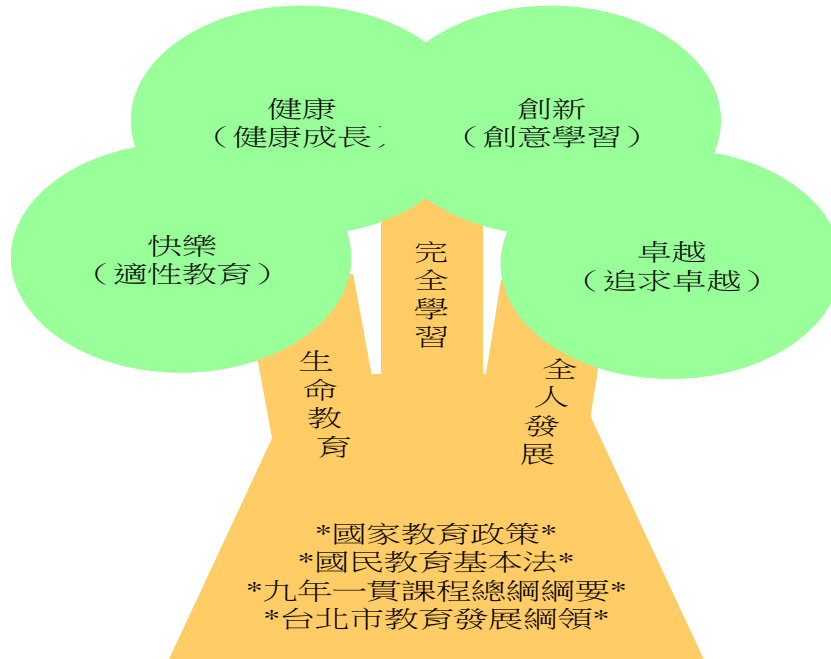 健康
（健康成長）
創新
（創意學習）
快樂
（適性教育）
卓越
（追求卓越）
完全學習
生命教育
全人發展
*國家教育政策*
*國民教育基本法*
*九年一貫課程總綱綱要*
*台北市教育發展綱領*